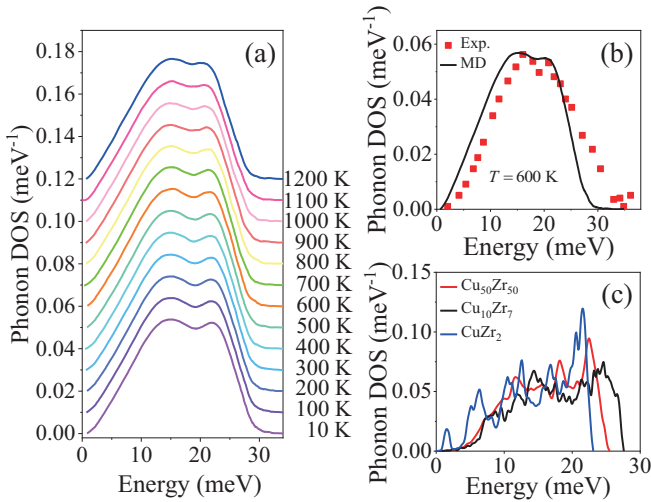 (a)
Phonon DOS (meV⁻¹)
0.18
0.16
0.14
0.12
0.10
0.08
0.06
0.04
0.02
0.00
1200 K
1100 K
1000 K
900 K
800 K
700 K
600 K
500 K
400 K
300 K
200 K
100 K
10 K
0 10 20 30
Energy (meV)
(b)
Phonon DOS (meV⁻¹)
0.06
0.04
0.02
0.00
Exp.
MD
T = 600 K
0 10 20 30
Energy (meV)
(c)
Phonon DOS (meV⁻¹)
0.15
0.10
0.05
0.00
Cu₅₀Zr₅₀
Cu₁₀Zr₇
CuZr₂
0 10 20 30
Energy (meV)